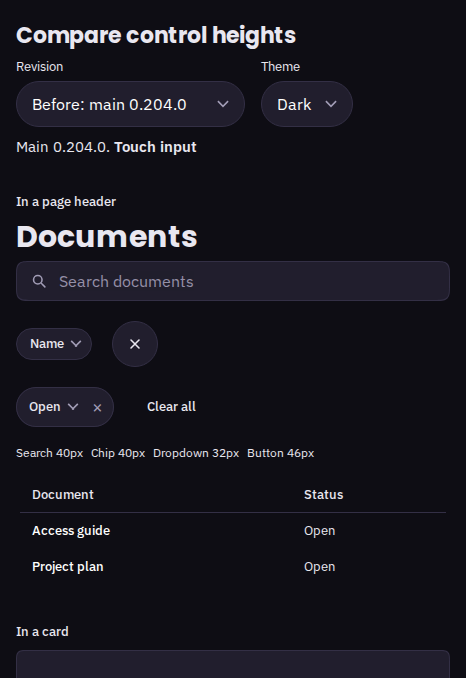 Compare control heights
Revision Theme
Before: main 0.204.0 Dark
Main 0.204.0. Touch input
In a page header
Documents
Search documents
Name
Open × Clear all
Search 40px Chip 40px Dropdown 32px Button 46px
Document Status
Access guide Open
Project plan Open
In a card